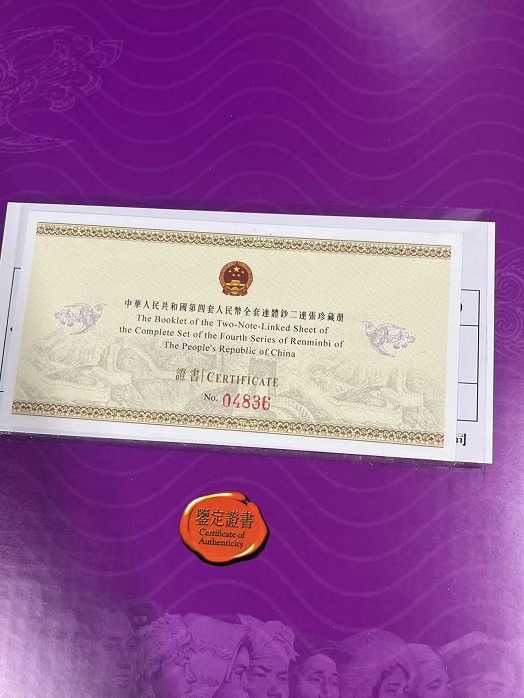 中華人民共和國第四套人民幣全套連體鈔二連張珍藏册
The Booklet of the Two-Note-Linked Sheet of
the Complete Set of the Fourth Series of Renminbi of
The People's Republic of China
證書 CERTIFICATE
No. 04836
司
鑒定證書
Certificate of
Authenticity